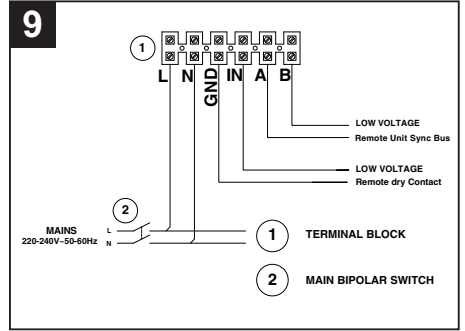 9
1
L N GND IN A B
LOW VOLTAGE
Remote Unit Sync Bus
LOW VOLTAGE
Remote dry Contact
2
MAINS
220-240V~50-60Hz
L
N
1 TERMINAL BLOCK
2 MAIN BIPOLAR SWITCH